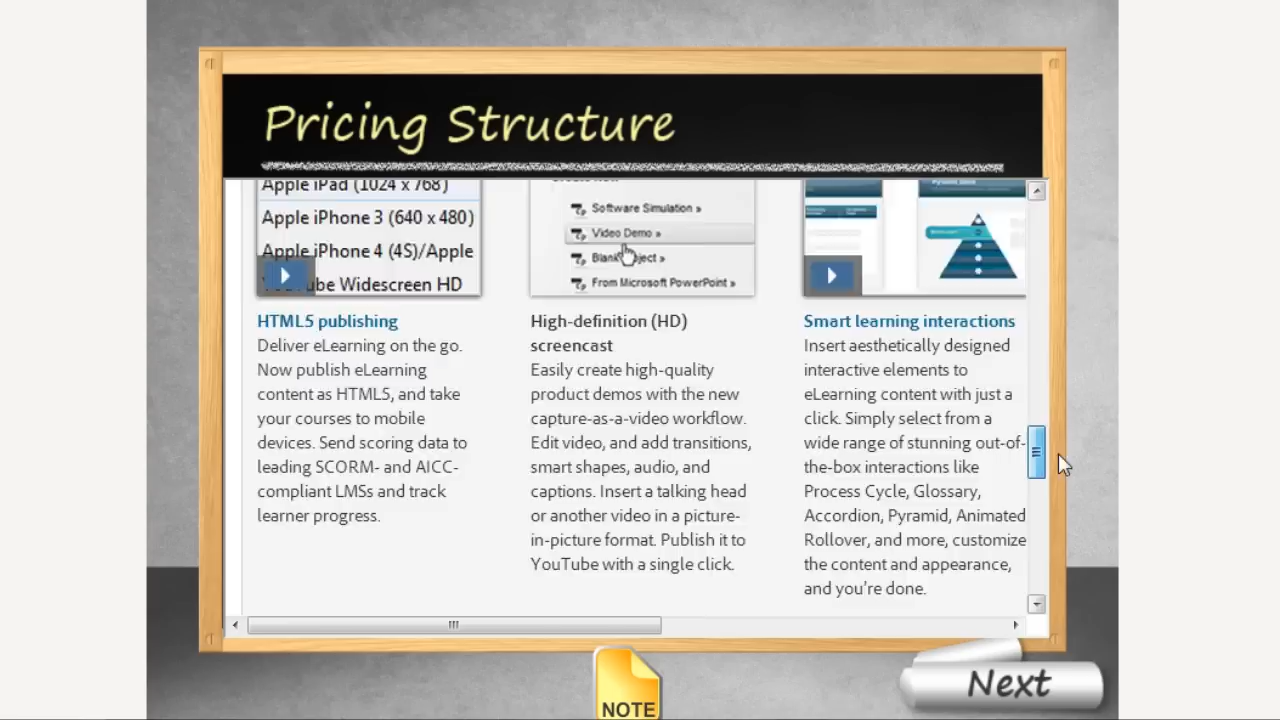 Pricing Structure
Apple iPad (1024 x 768)
Apple iPhone 3 (640 x 480)
Apple iPhone 4 (4S)/Apple
YouTube Widescreen HD
Software Simulation »
Video Demo »
Blank Project »
From Microsoft PowerPoint »
HTML5 publishing
Deliver eLearning on the go.
Now publish eLearning
content as HTML5, and take
your courses to mobile
devices. Send scoring data to
leading SCORM- and AICC-
compliant LMSs and track
learner progress.
High-definition (HD)
screencast
Easily create high-quality
product demos with the new
capture-as-a-video workflow.
Edit video, and add transitions,
smart shapes, audio, and
captions. Insert a talking head
or another video in a picture-
in-picture format. Publish it to
YouTube with a single click.
Smart learning interactions
Insert aesthetically designed
interactive elements to
eLearning content with just a
click. Simply select from a
wide range of stunning out-of-
the-box interactions like
Process Cycle, Glossary,
Accordion, Pyramid, Animated
Rollover, and more, customize
the content and appearance,
and you're done.
NOTE
Next